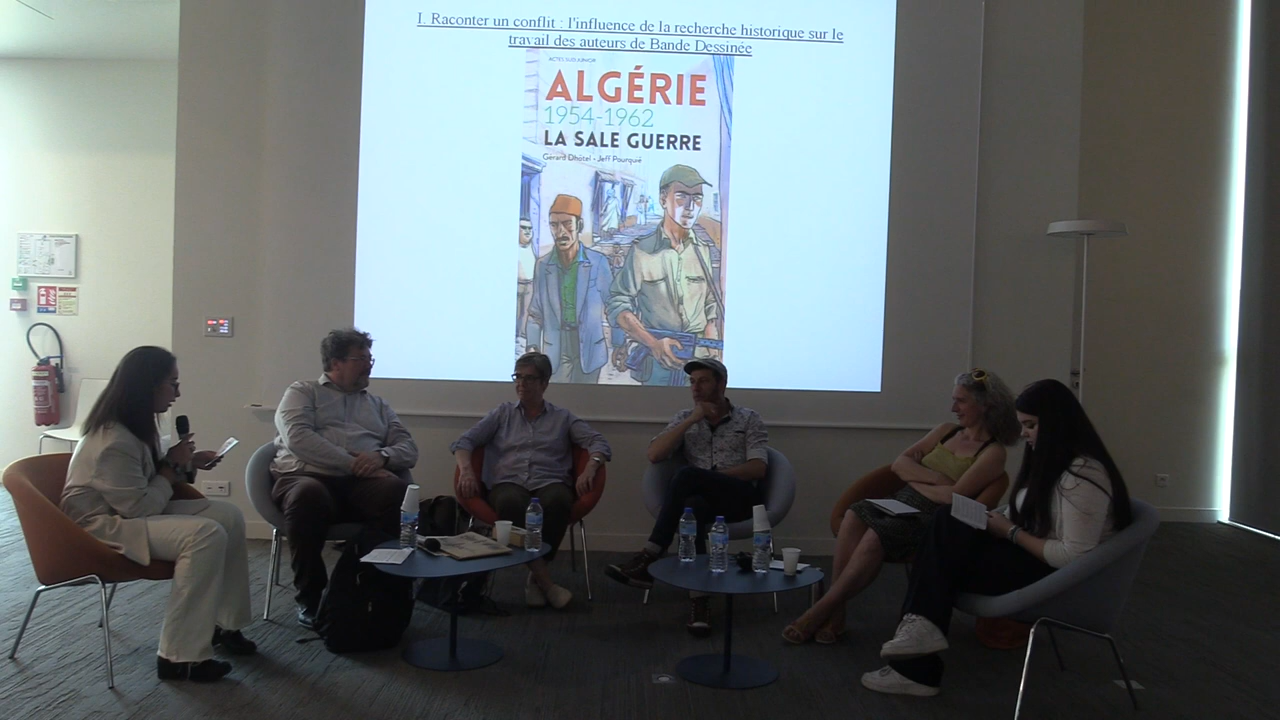 I. Raconter un conflit : l'influence de la recherche historique sur le
travail des auteurs de Bande Dessinée
ACTES SUD JUNIOR
ALGÉRIE
1954-1962
LA SALE GUERRE
Gérard Dhôtel - Jeff Pourquié